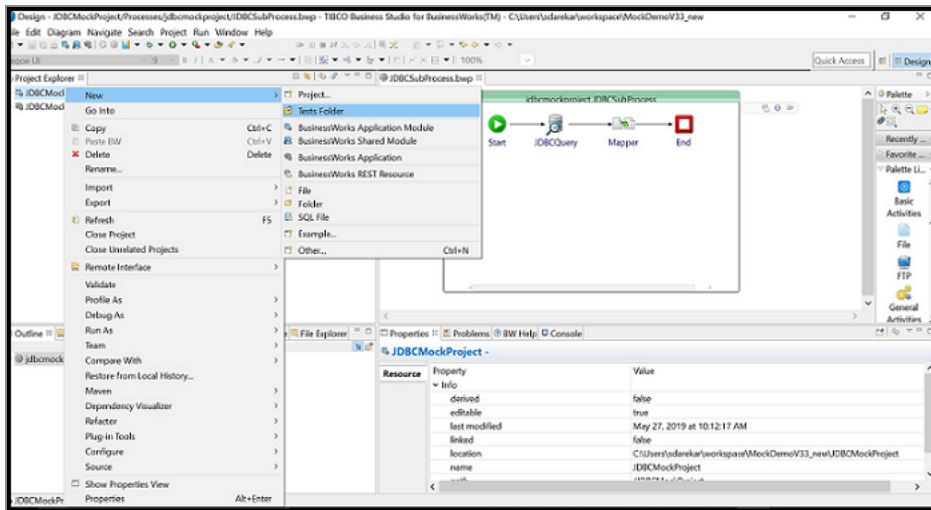 Design - JDBCMockProject/Processes/jdbcmockproject/JDBCSubProcess.bwp - TIBCO Business Studio for BusinessWorks(TM) - C:\Users\sdarekar\workspace\MockDemoV33_new
File Edit Diagram Navigate Search Project Run Window Help
100%
Quick Access
Design
Project Explorer
JDBCMod
JDBCMod
New
Go Into
Copy Ctrl+C
Paste BW Ctrl+V
Delete Delete
Rename...
Import
Export
Refresh F5
Close Project
Close Unrelated Projects
Remote Interface
Validate
Profile As
Debug As
Run As
Team
Compare With
Restore from Local History...
Maven
Dependency Visualizer
Refactor
Plug-in Tools
Configure
Source
Show Properties View
Properties Alt+Enter
Project...
Tests Folder
BusinessWorks Application Module
BusinessWorks Shared Module
BusinessWorks Application
BusinessWorks REST Resource
File
Folder
SQL File
Example...
Other... Ctrl+N
JDBCSubProcess.bwp
jdbcmockproject.JDBCSubProcess
Start JDBCQuery Mapper End
Palette
Recently ...
Favorite ...
Palette Li...
Basic
Activities
File
FTP
General
Activities
Outline
File Explorer
jdbcmock
Properties Problems BW Help Console
JDBCMockProject -
Resource
Property Value
Info
derived false
editable true
last modified May 27, 2019 at 10:12:17 AM
linked false
location C:\Users\sdarekar\workspace\MockDemoV33_new\JDBCMockProject
name JDBCMockProject
JDBCMockPr